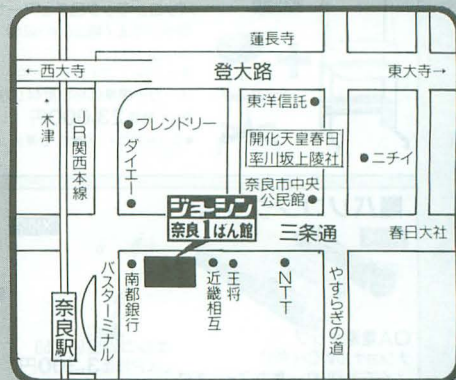 蓮長寺
←西大寺
登大路
東大寺→
・木津
JR関西本線
●フレンドリー
ダイエー●
東洋信託●
開化天皇春日
率川坂上陵社
●ニチイ
奈良市中央
公民館●
ジョーシン
奈良1ばん館
三条通
春日大社
奈良駅
バスターミナル
●南都銀行
●近畿相互
●王将
●NTT
やすらぎの道